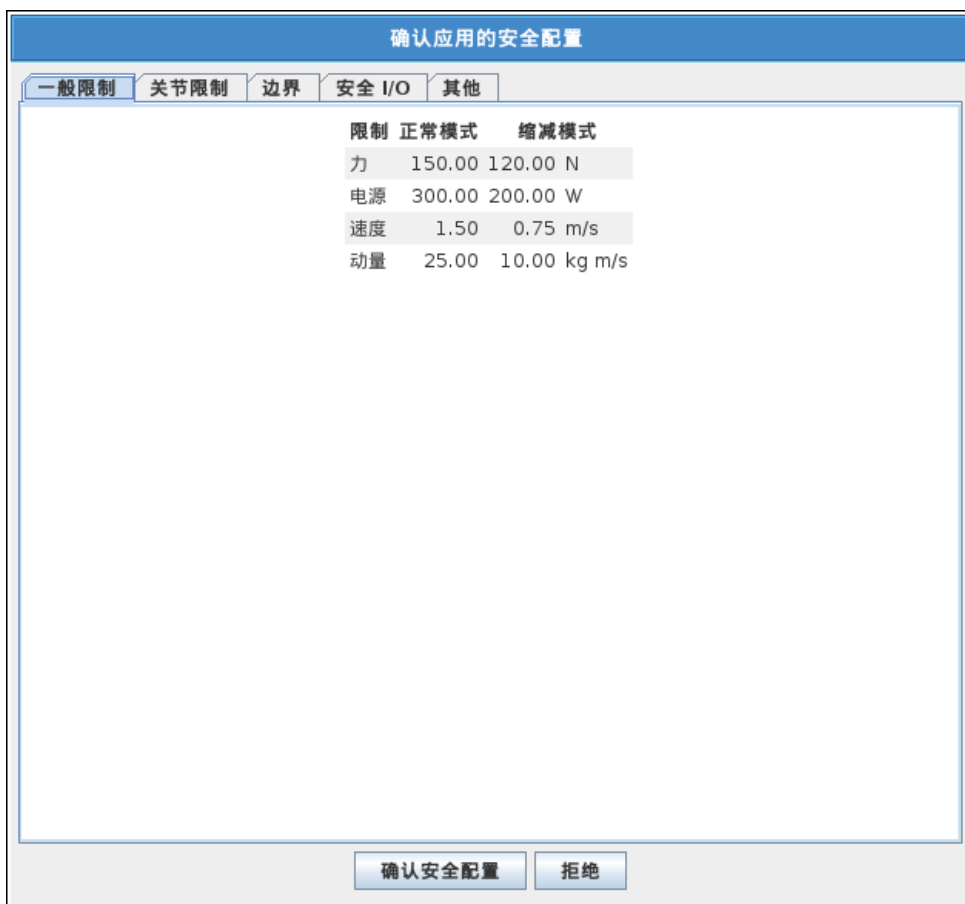 确认应用的安全配置
一般限制 关节限制 边界 安全 I/O 其他
限制 正常模式 缩减模式
力 150.00 120.00 N
电源 300.00 200.00 W
速度 1.50 0.75 m/s
动量 25.00 10.00 kg m/s
确认安全配置 拒绝